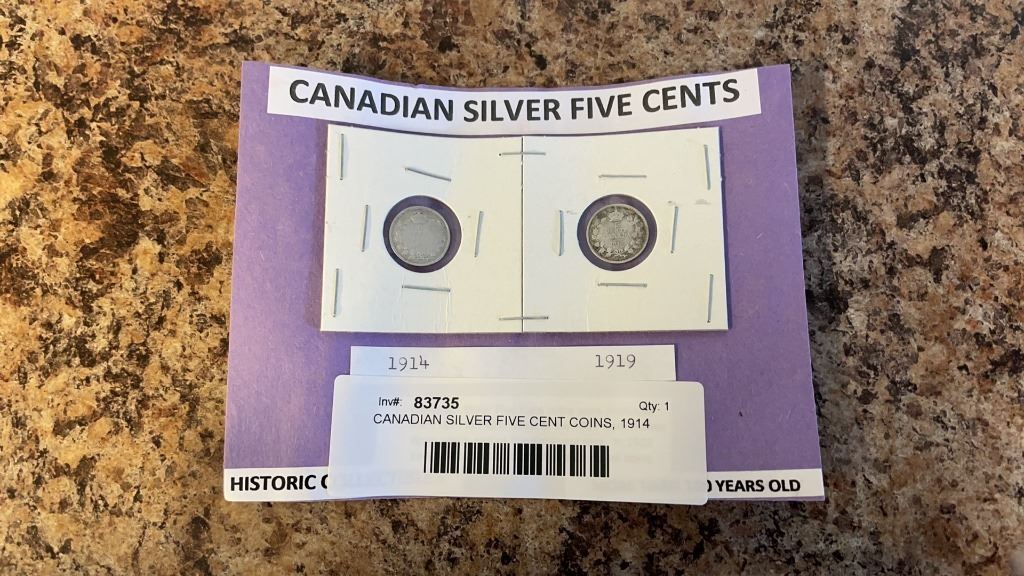 CANADIAN SILVER FIVE CENTS
1914 1919
Inv#: 83735 Qty: 1
CANADIAN SILVER FIVE CENT COINS, 1914
HISTORIC YEARS OLD